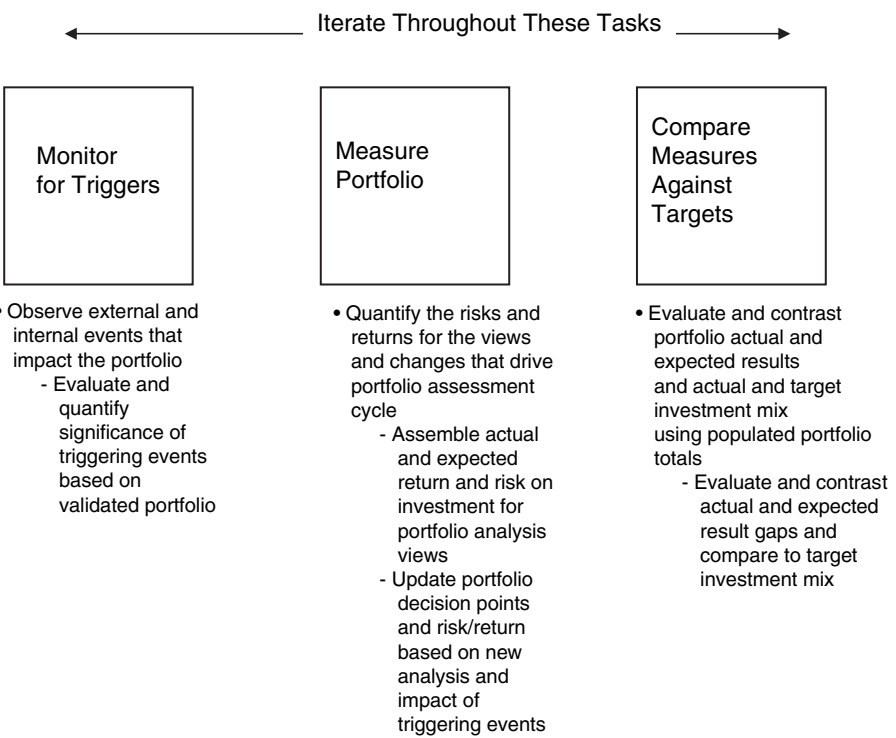 Iterate Throughout These Tasks
Monitor
for Triggers
• Observe external and
internal events that
impact the portfolio
- Evaluate and
quantify
significance of
triggering events
based on
validated portfolio
Measure
Portfolio
• Quantify the risks and
returns for the views
and changes that drive
portfolio assessment
cycle
- Assemble actual
and expected
return and risk on
investment for
portfolio analysis
views
- Update portfolio
decision points
and risk/return
based on new
analysis and
impact of
triggering events
Compare
Measures
Against
Targets
• Evaluate and contrast
portfolio actual and
expected results
and actual and target
investment mix
using populated portfolio
totals
- Evaluate and contrast
actual and expected
result gaps and
compare to target
investment mix